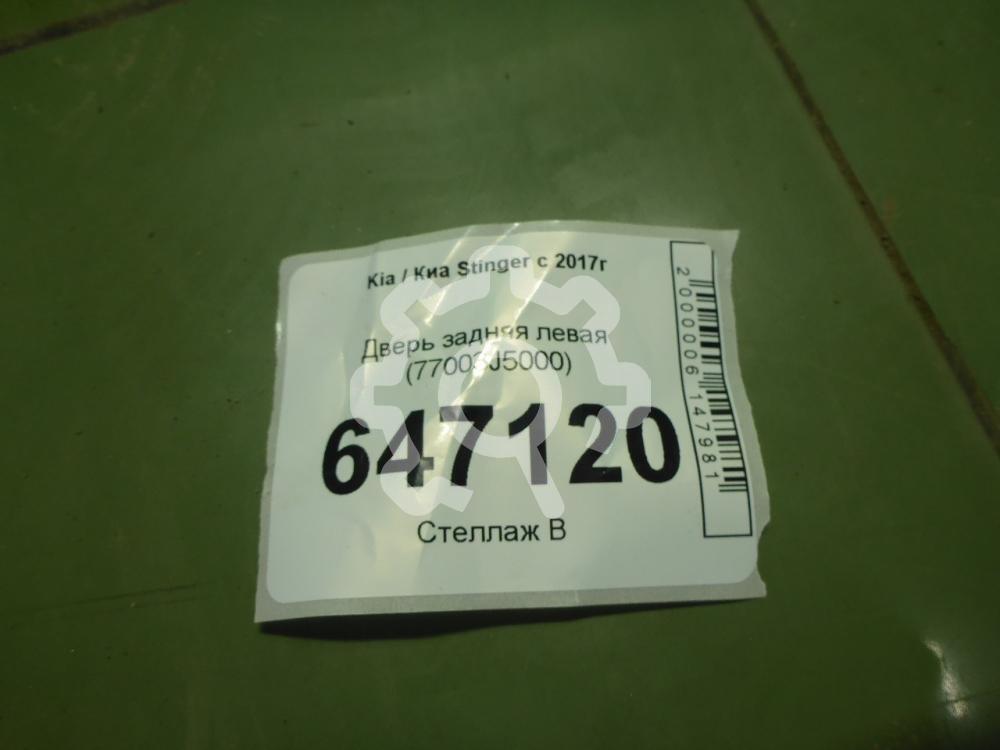 Kia / Киа Stinger с 2017г
Дверь задняя левая
(77003J5000)
647120
Стеллаж В
2000006147981